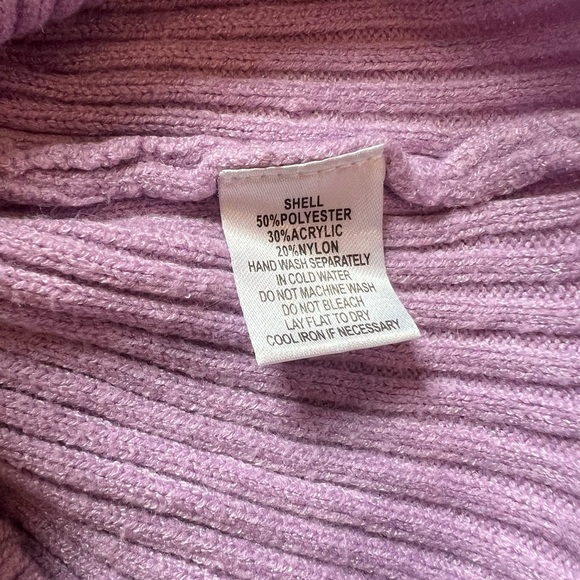 SHELL
50%POLYESTER
30%ACRYLIC
20%NYLON
HAND WASH SEPARATELY
IN COLD WATER
DO NOT MACHINE WASH
DO NOT BLEACH
LAY FLAT TO DRY
COOL IRON IF NECESSARY